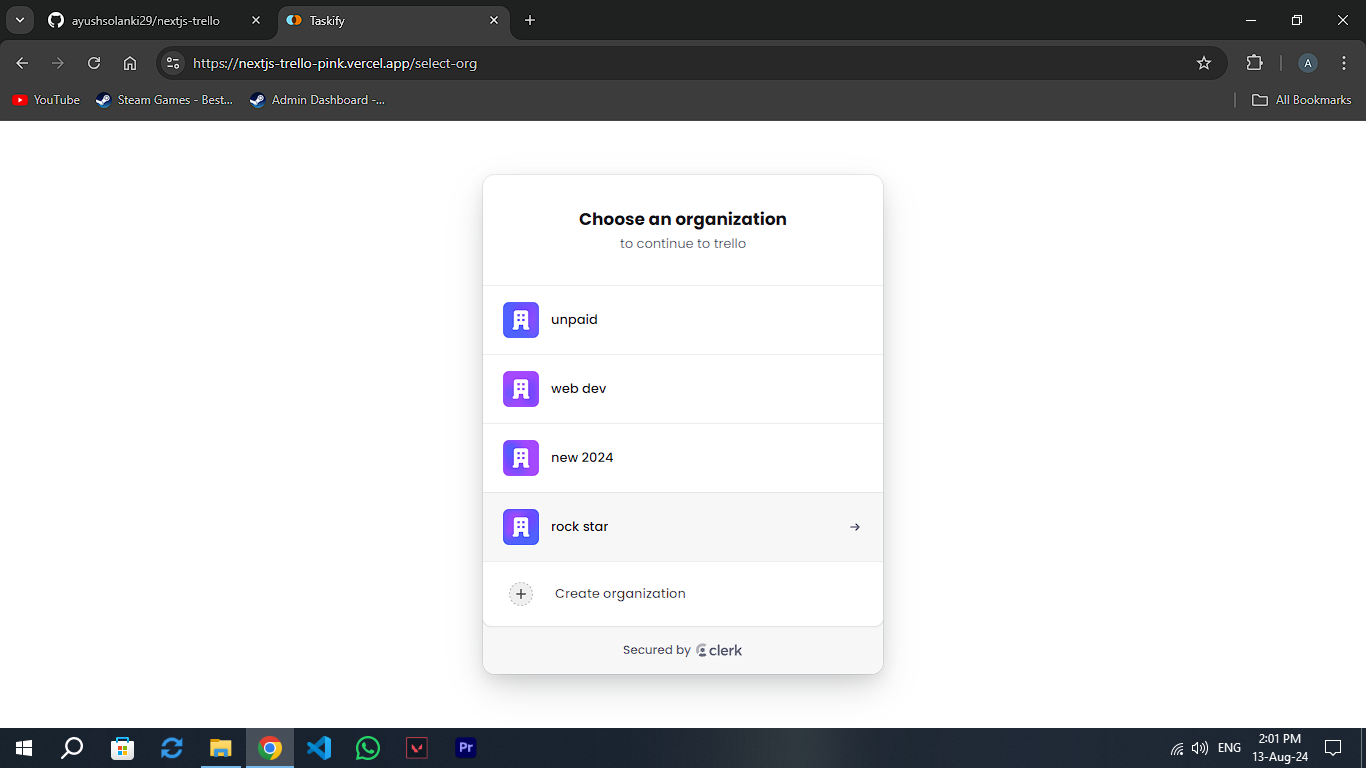 ayushsolanki29/nextjs-trello
Taskify
https://nextjs-trello-pink.vercel.app/select-org
A
YouTube
Steam Games - Best...
Admin Dashboard -...
All Bookmarks
Choose an organization
to continue to trello
unpaid
web dev
new 2024
rock star
Create organization
Secured by clerk
Pr
ENG
2:01 PM
13-Aug-24